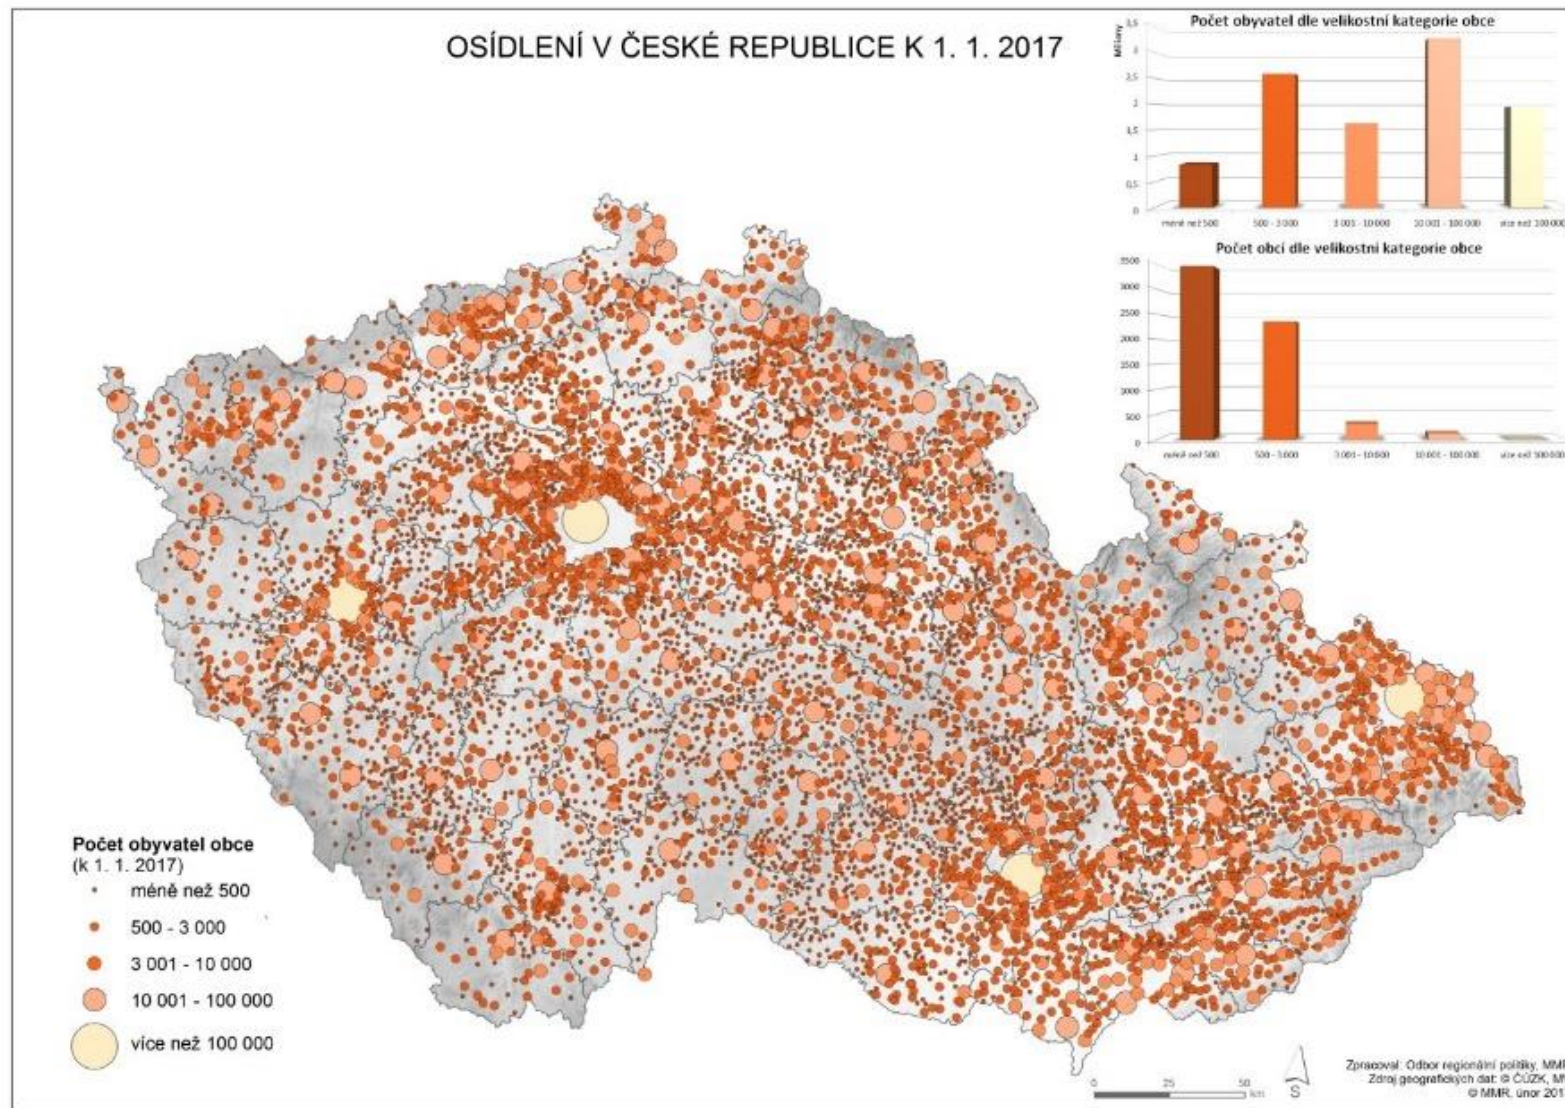 OSÍDLENÍ V ČESKÉ REPUBLICE K 1. 1. 2017
Počet obyvatel dle velikostní kategorie obce
Milióny
3,5
3
2,5
2
1,5
1
0,5
0
méně než 500
500 - 3 000
3 001 - 10 000
10 001 - 100 000
více než 100 000
Počet obcí dle velikostní kategorie obce
3500
3000
2500
2000
1500
1000
500
0
méně než 500
500 - 3 000
3 001 - 10 000
10 001 - 100 000
více než 100 000
Počet obyvatel obce
(k 1. 1. 2017)
méně než 500
500 - 3 000
3 001 - 10 000
10 001 - 100 000
více než 100 000
0 25 50
km
S
Zpracoval: Odbor regionální politiky, MMR
Zdroj geografických dat: © ČÚZK, MV
© MMR, únor 201